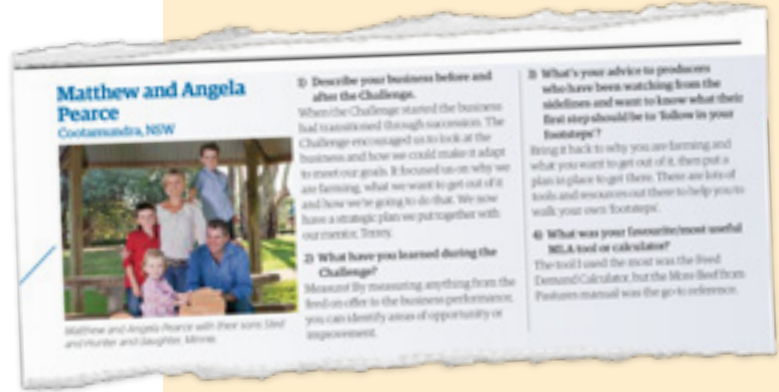 Matthew and Angela
Pearce
Cootamundra, NSW
Matthew and Angela Pearce with their sons Sted
and Hunter and daughter, Minnie.
1) Describe your business before and
after the Challenge.
When the Challenge started the business
had transitioned through succession. The
Challenge encouraged us to look at the
business and how we could make it adapt
to meet our goals. It focused us on why we
are farming, what we want to get out of it
and how we're going to do that. We now
have a strategic plan we put together with
our mentor, Torrey.
2) What have you learned during the
Challenge?
Measure! By measuring anything from the
feed on offer to the business performance,
you can identify areas of opportunity or
improvement.
3) What's your advice to producers
who have been watching from the
sidelines and want to know what their
first step should be to 'follow in your
footsteps'?
Bring it back to why you are farming and
what you want to get out of it, then put a
plan in place to get there. There are lots of
tools and resources out there to help you to
walk your own 'footsteps'.
4) What was your favourite/most useful
MLA tool or calculator?
The tool I used the most was the Feed
Demand Calculator, but the More Beef from
Pastures manual was the go-to reference.